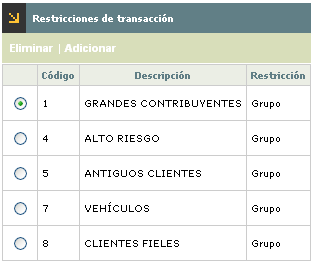 Restricciones de transacción
Eliminar | Adicionar
Código Descripción Restricción
1 GRANDES CONTRIBUYENTES Grupo
4 ALTO RIESGO Grupo
5 ANTIGUOS CLIENTES Grupo
7 VEHÍCULOS Grupo
8 CLIENTES FIELES Grupo